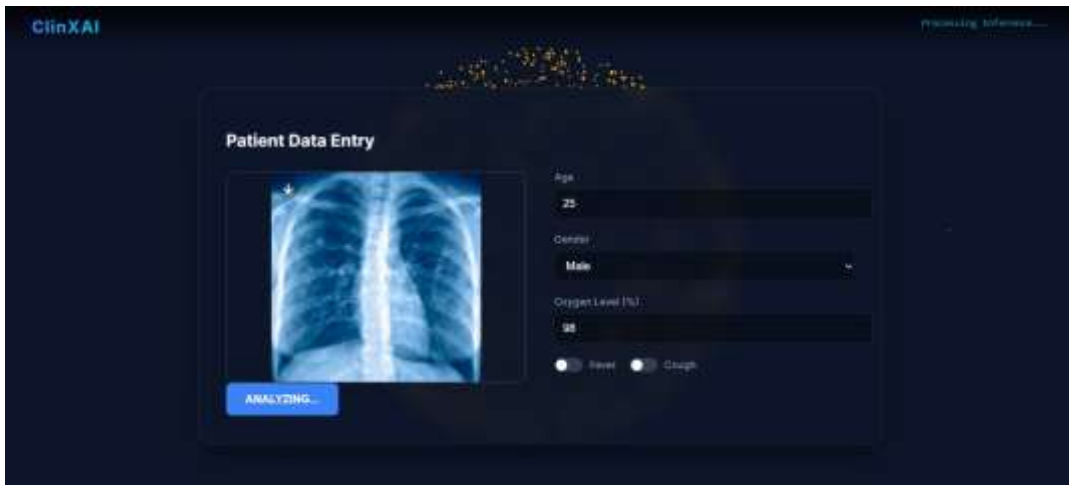 ClinXAI
Processing Inference...
Patient Data Entry
Age
25
Gender
Male
Oxygen Level (%)
98
Fever
Cough
ANALYZING...